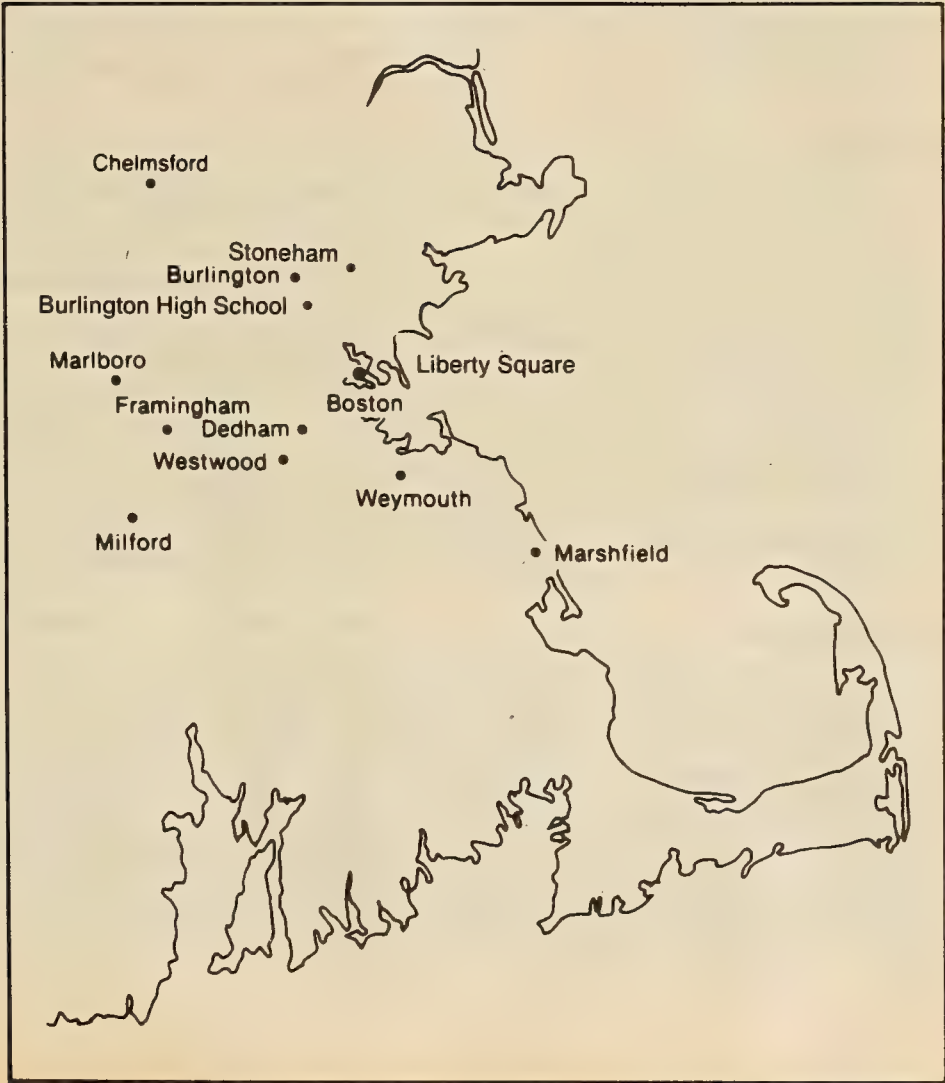 Chelmsford
Stoneham
Burlington
Burlington High School
Marlboro
Liberty Square
Framingham
Boston
Dedham
Westwood
Weymouth
Milford
Marshfield